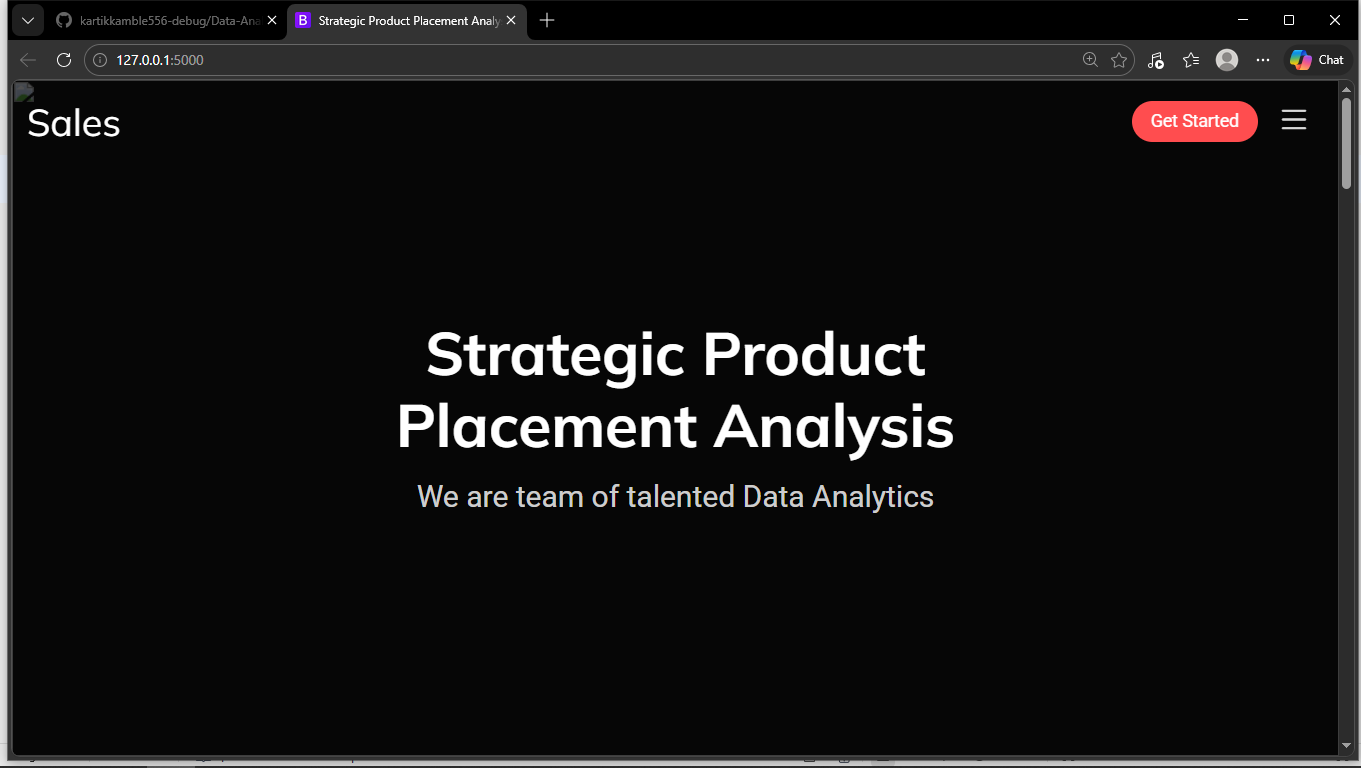 kartikkamble556-debug/Data-Ana
B Strategic Product Placement Analy
127.0.0.1:5000
Chat
Sales
Get Started
Strategic Product
Placement Analysis
We are team of talented Data Analytics